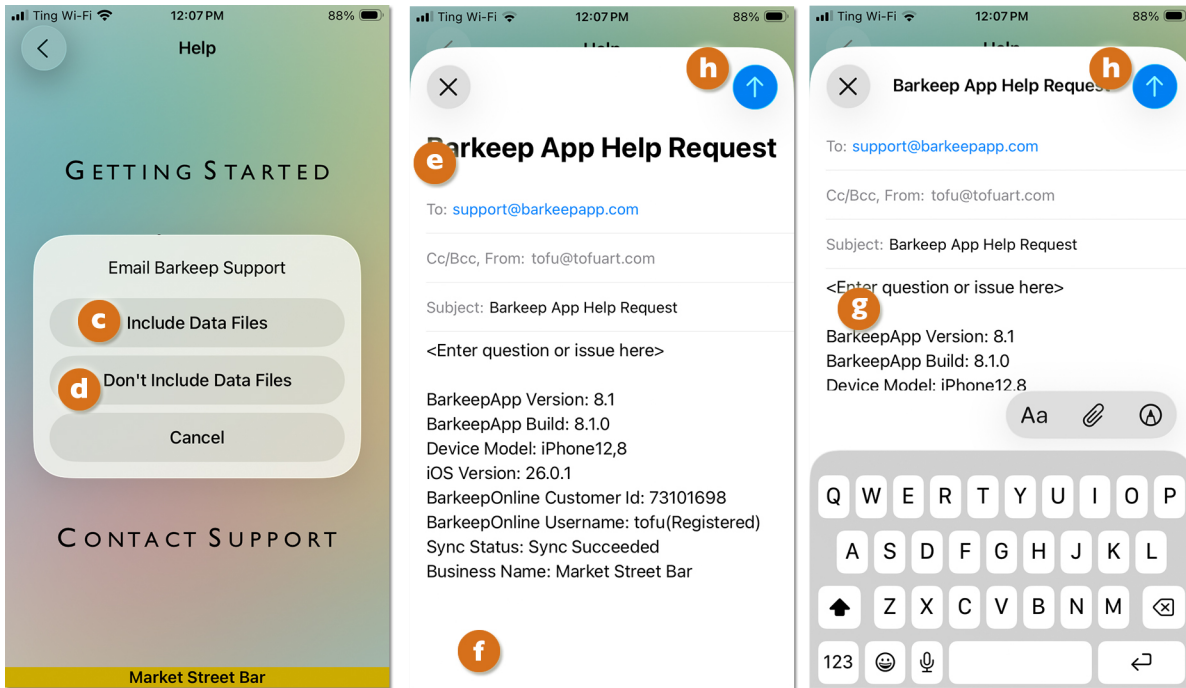 Ting Wi-Fi 12:07 PM 88%
Help
GETTING STARTED
Email Barkeep Support
c Include Data Files
d Don't Include Data Files
Cancel
CONTACT SUPPORT
Market Street Bar
Ting Wi-Fi 12:07 PM 88%
h
Barkeep App Help Request
e
To: support@barkeepapp.com
Cc/Bcc, From: tofu@tofuart.com
Subject: Barkeep App Help Request
<Enter question or issue here>
BarkeepApp Version: 8.1
BarkeepApp Build: 8.1.0
Device Model: iPhone12,8
iOS Version: 26.0.1
BarkeepOnline Customer Id: 73101698
BarkeepOnline Username: tofu(Registered)
Sync Status: Sync Succeeded
Business Name: Market Street Bar
f
Ting Wi-Fi 12:07 PM 88%
h
Barkeep App Help Request
To: support@barkeepapp.com
Cc/Bcc, From: tofu@tofuart.com
Subject: Barkeep App Help Request
<Enter question or issue here>
g
BarkeepApp Version: 8.1
BarkeepApp Build: 8.1.0
Device Model: iPhone12,8
Aa
Q W E R T Y U I O P
A S D F G H J K L
Z X C V B N M
123